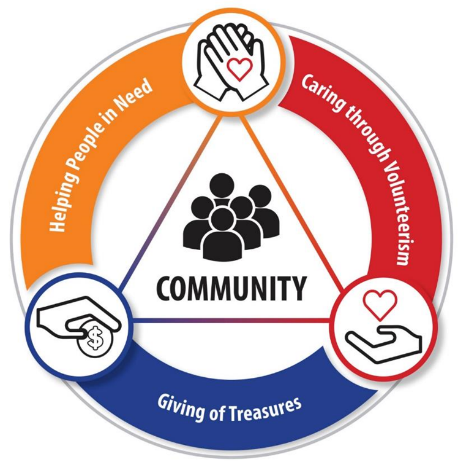 Helping People in Need
Caring through Volunteerism
COMMUNITY
$
Giving of Treasures